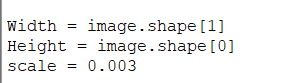 Width = image.shape[1]
Height = image.shape[0]
scale = 0.003